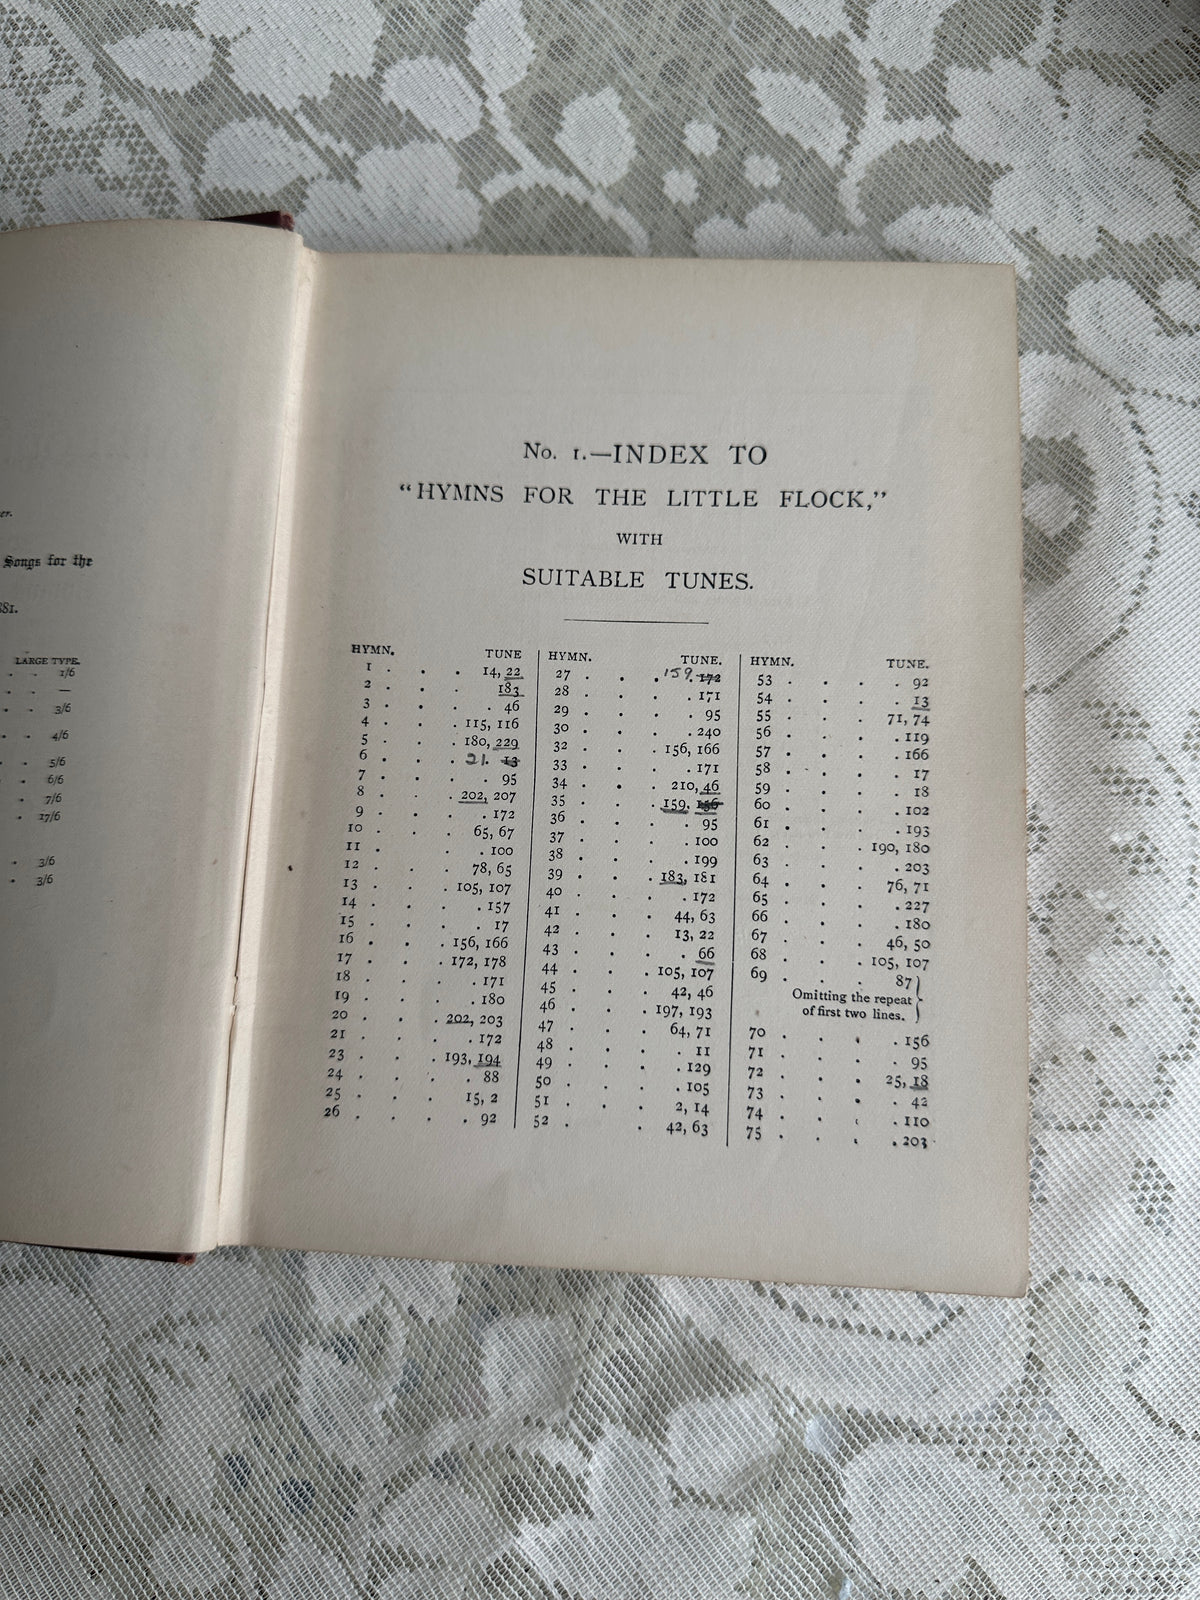 er.
Songs for the
881.
LARGE TYPE.
1/6
—
3/6
4/6
5/6
6/6
7/6
17/6
3/6
3/6
No. 1.—INDEX TO
“HYMNS FOR THE LITTLE FLOCK,”
WITH
SUITABLE TUNES.
HYMN. TUNE
1 . . . 14, 22
2 . . . 183
3 . . . 46
4 . . . 115, 116
5 . . . 180, 229
6 . . . 21. 13
7 . . . 95
8 . . . 202, 207
9 . . . 172
10 . . . 65, 67
11 . . . 100
12 . . . 78, 65
13 . . . 105, 107
14 . . . 157
15 . . . 17
16 . . . 156, 166
17 . . . 172, 178
18 . . . 171
19 . . . 180
20 . . . 202, 203
21 . . . 172
23 . . . 193, 194
24 . . . 88
25 . . . 15, 2
26 . . . 92
HYMN. TUNE.
27 . . . 159. 172
28 . . . 171
29 . . . 95
30 . . . 240
32 . . . 156, 166
33 . . . 171
34 . . . 210, 46
35 . . . 159, 156
36 . . . 95
37 . . . 100
38 . . . 199
39 . . . 183, 181
40 . . . 172
41 . . . 44, 63
42 . . . 13, 22
43 . . . 66
44 . . . 105, 107
45 . . . 42, 46
46 . . . 197, 193
47 . . . 64, 71
48 . . . 11
49 . . . 129
50 . . . 105
51 . . . 2, 14
52 . . . 42, 63
HYMN. TUNE.
53 . . . 92
54 . . . 13
55 . . . 71, 74
56 . . . 119
57 . . . 166
58 . . . 17
59 . . . 18
60 . . . 102
61 . . . 193
62 . . . 190, 180
63 . . . 203
64 . . . 76, 71
65 . . . 227
66 . . . 180
67 . . . 46, 50
68 . . . 105, 107
69 . . . 87
Omitting the repeat
of first two lines.
70 . . . 156
71 . . . 95
72 . . . 25, 18
73 . . . 42
74 . . . 110
75 . . . 203